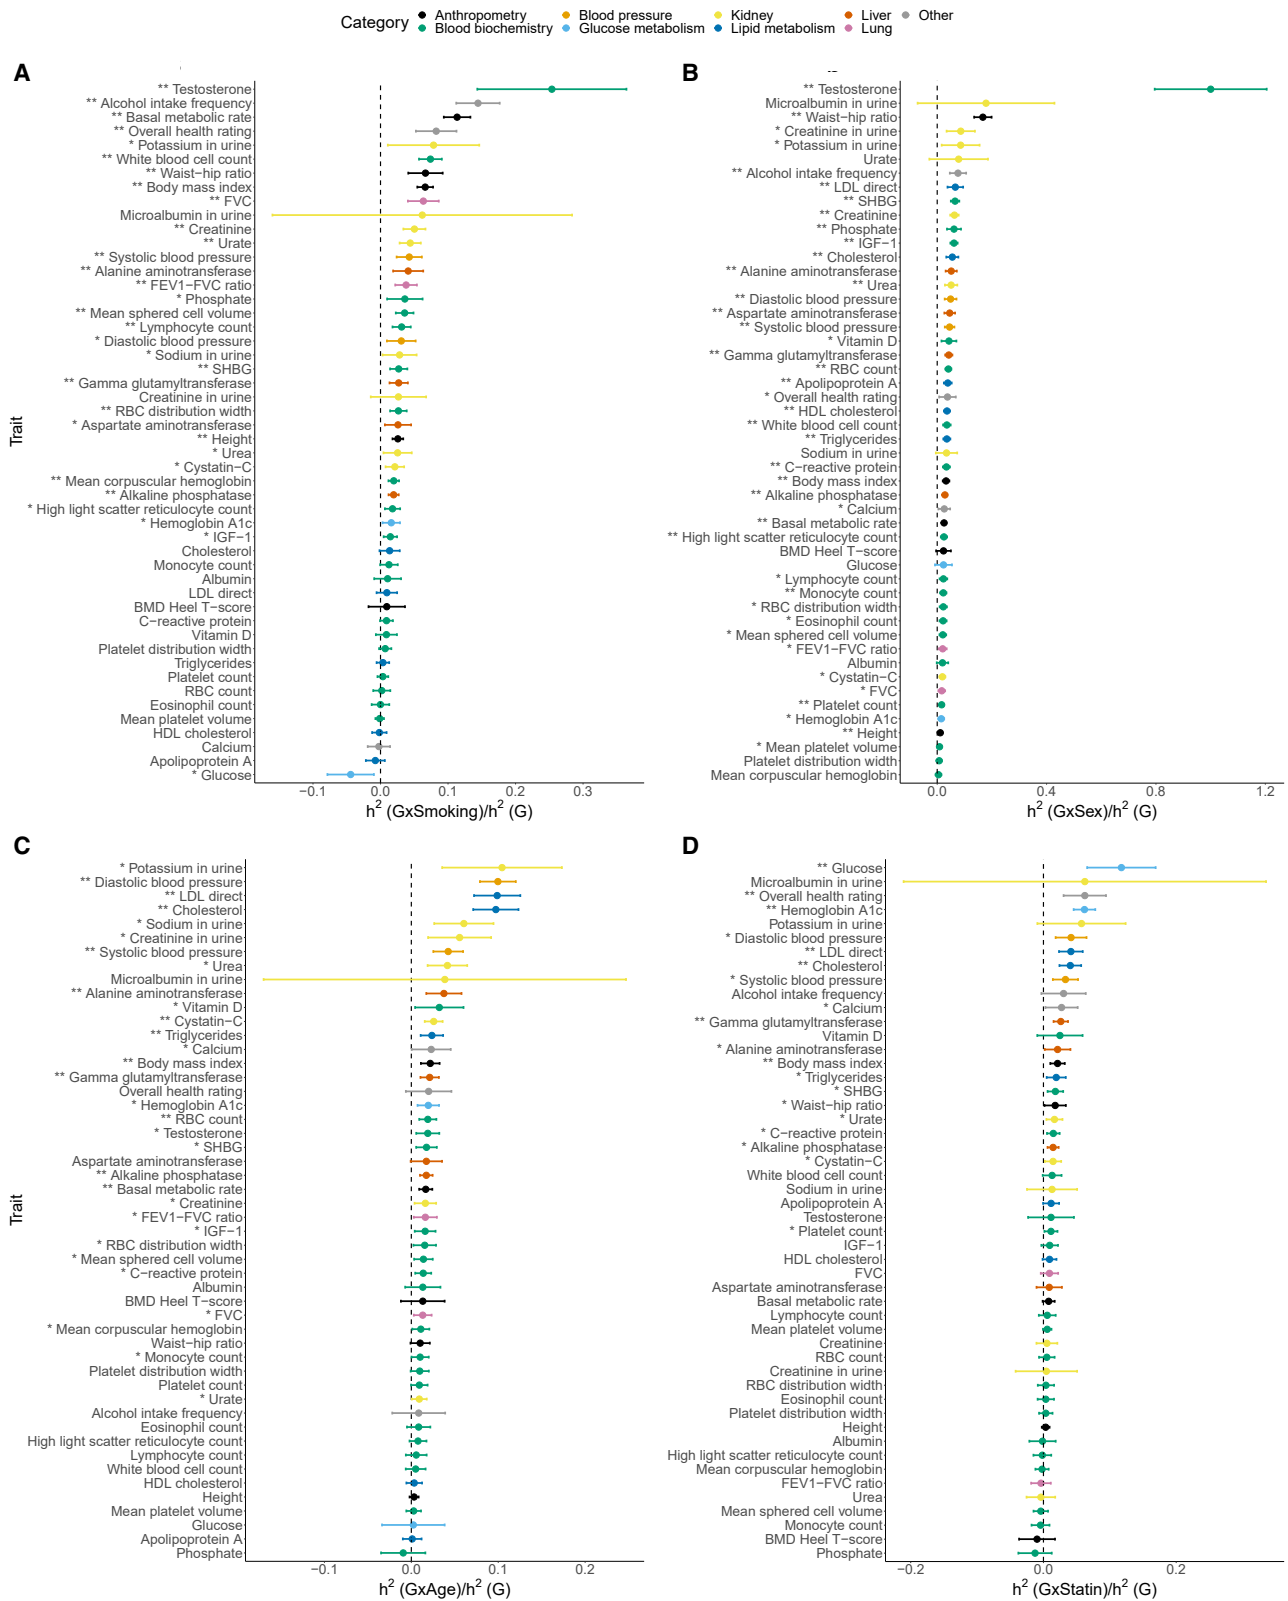 Category
Anthropometry
Blood pressure
Kidney
Liver
Other
Blood biochemistry
Glucose metabolism
Lipid metabolism
Lung
A
** Testosterone
** Alcohol intake frequency
** Basal metabolic rate
** Overall health rating
* Potassium in urine
** White blood cell count
** Waist−hip ratio
** Body mass index
** FVC
Microalbumin in urine
** Creatinine
** Urate
** Systolic blood pressure
** Alanine aminotransferase
** FEV1−FVC ratio
* Phosphate
** Mean sphered cell volume
** Lymphocyte count
* Diastolic blood pressure
* Sodium in urine
** SHBG
** Gamma glutamyltransferase
Creatinine in urine
** RBC distribution width
* Aspartate aminotransferase
** Height
* Urea
* Cystatin−C
** Mean corpuscular hemoglobin
** Alkaline phosphatase
* High light scatter reticulocyte count
* Hemoglobin A1c
* IGF−1
Cholesterol
Monocyte count
Albumin
LDL direct
BMD Heel T−score
C−reactive protein
Vitamin D
Platelet distribution width
Triglycerides
Platelet count
RBC count
Eosinophil count
Mean platelet volume
HDL cholesterol
Calcium
Apolipoprotein A
* Glucose
Trait
−0.1 0.0 0.1 0.2 0.3
h² (GxSmoking)/h² (G)
B
** Testosterone
Microalbumin in urine
** Waist−hip ratio
* Creatinine in urine
* Potassium in urine
Urate
** Alcohol intake frequency
** LDL direct
** SHBG
** Creatinine
** Phosphate
** IGF−1
** Cholesterol
** Alanine aminotransferase
** Urea
** Diastolic blood pressure
** Aspartate aminotransferase
** Systolic blood pressure
* Vitamin D
** Gamma glutamyltransferase
** RBC count
** Apolipoprotein A
* Overall health rating
** HDL cholesterol
** White blood cell count
** Triglycerides
Sodium in urine
** C−reactive protein
** Body mass index
** Alkaline phosphatase
* Calcium
** Basal metabolic rate
** High light scatter reticulocyte count
BMD Heel T−score
Glucose
* Lymphocyte count
** Monocyte count
* RBC distribution width
* Eosinophil count
* Mean sphered cell volume
* FEV1−FVC ratio
Albumin
* Cystatin−C
* FVC
** Platelet count
* Hemoglobin A1c
** Height
* Mean platelet volume
Platelet distribution width
Mean corpuscular hemoglobin
0.0 0.4 0.8 1.2
h² (GxSex)/h² (G)
C
* Potassium in urine
** Diastolic blood pressure
** LDL direct
** Cholesterol
* Sodium in urine
* Creatinine in urine
** Systolic blood pressure
* Urea
Microalbumin in urine
** Alanine aminotransferase
* Vitamin D
** Cystatin−C
** Triglycerides
* Calcium
** Body mass index
** Gamma glutamyltransferase
Overall health rating
* Hemoglobin A1c
** RBC count
* Testosterone
* SHBG
Aspartate aminotransferase
** Alkaline phosphatase
** Basal metabolic rate
* Creatinine
* FEV1−FVC ratio
* IGF−1
* RBC distribution width
* Mean sphered cell volume
* C−reactive protein
Albumin
BMD Heel T−score
* FVC
* Mean corpuscular hemoglobin
Waist−hip ratio
* Monocyte count
Platelet distribution width
Platelet count
* Urate
Alcohol intake frequency
Eosinophil count
High light scatter reticulocyte count
Lymphocyte count
White blood cell count
HDL cholesterol
Height
Mean platelet volume
Glucose
Apolipoprotein A
Phosphate
Trait
−0.1 0.0 0.1 0.2
h² (GxAge)/h² (G)
D
** Glucose
Microalbumin in urine
** Overall health rating
** Hemoglobin A1c
Potassium in urine
* Diastolic blood pressure
** LDL direct
** Cholesterol
* Systolic blood pressure
Alcohol intake frequency
* Calcium
** Gamma glutamyltransferase
Vitamin D
* Alanine aminotransferase
** Body mass index
* Triglycerides
* SHBG
* Waist−hip ratio
* Urate
* C−reactive protein
* Alkaline phosphatase
* Cystatin−C
White blood cell count
Sodium in urine
Apolipoprotein A
Testosterone
* Platelet count
IGF−1
HDL cholesterol
FVC
Aspartate aminotransferase
Basal metabolic rate
Lymphocyte count
Mean platelet volume
Creatinine
RBC count
Creatinine in urine
RBC distribution width
Eosinophil count
Platelet distribution width
Height
Albumin
High light scatter reticulocyte count
Mean corpuscular hemoglobin
FEV1−FVC ratio
Urea
Mean sphered cell volume
Monocyte count
BMD Heel T−score
Phosphate
−0.2 0.0 0.2
h² (GxStatin)/h² (G)